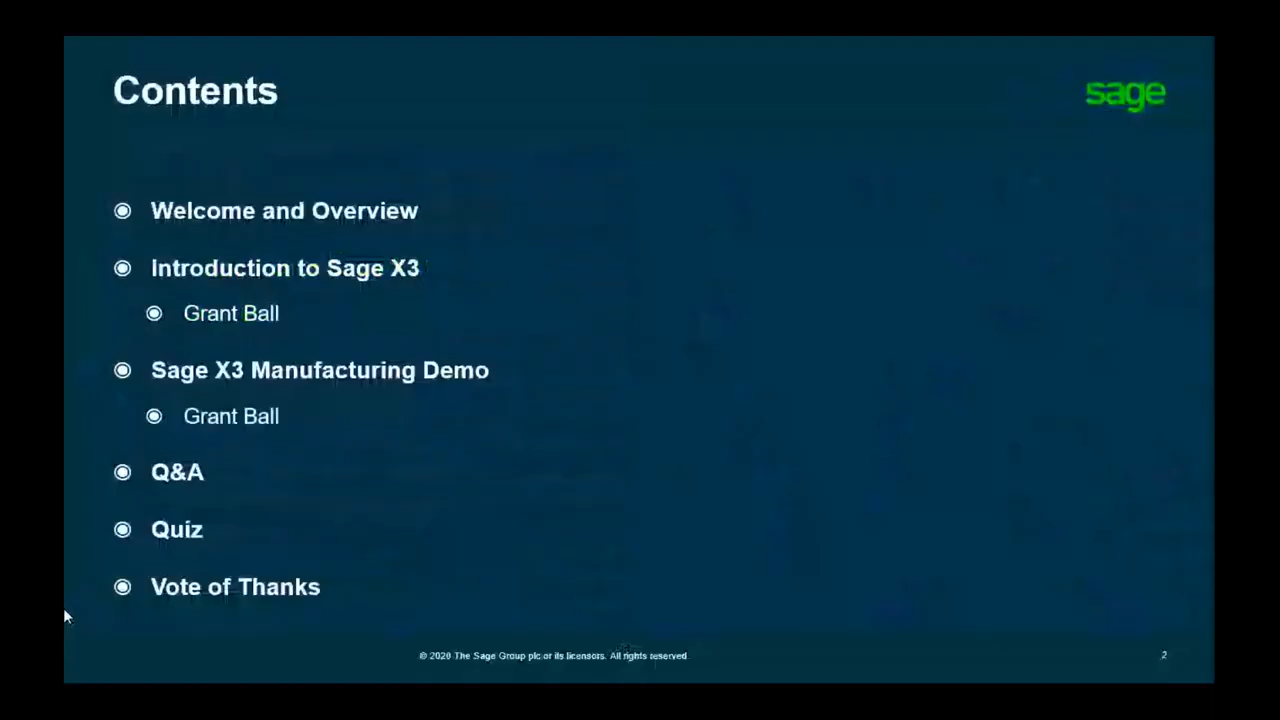 Contents
sage
Welcome and Overview
Introduction to Sage X3
Grant Ball
Sage X3 Manufacturing Demo
Grant Ball
Q&A
Quiz
Vote of Thanks
© 2020 The Sage Group plc or its licensors. All rights reserved
2